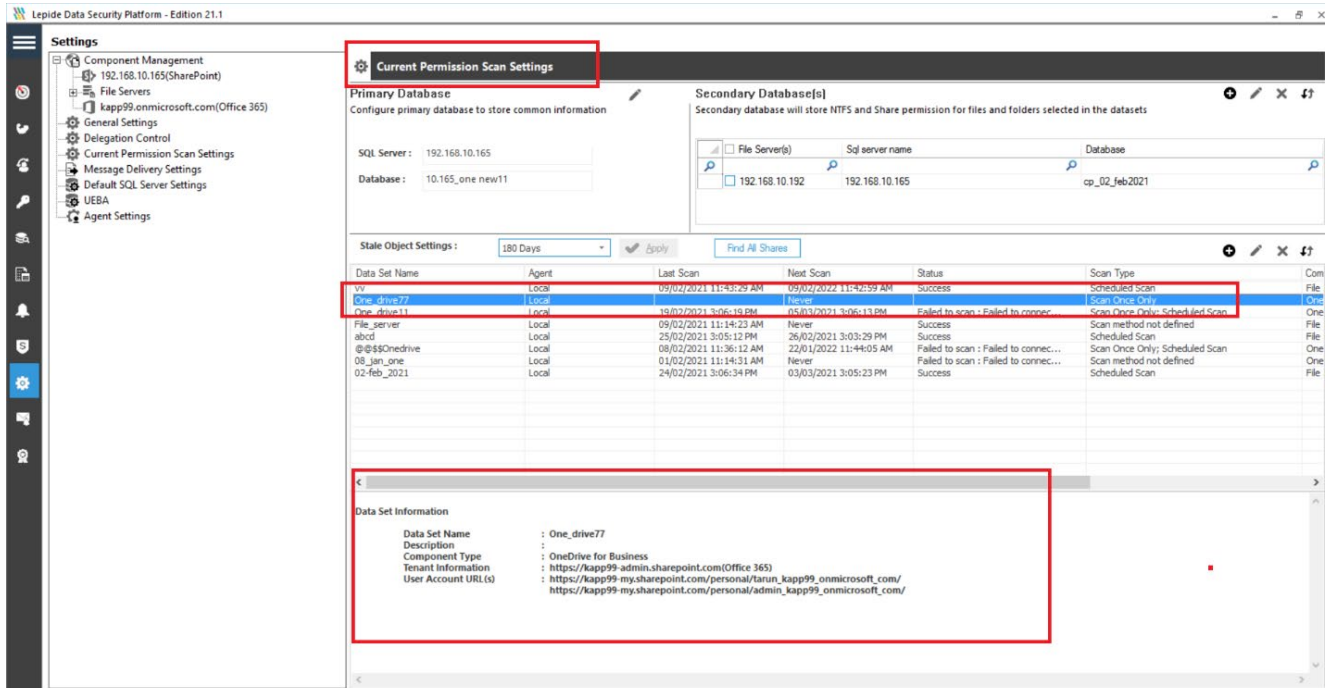 Lepide Data Security Platform - Edition 21.1
Settings
Component Management
192.168.10.165(SharePoint)
File Servers
kapp99.onmicrosoft.com(Office 365)
General Settings
Delegation Control
Current Permission Scan Settings
Message Delivery Settings
Default SQL Server Settings
UEBA
Agent Settings
Current Permission Scan Settings
Primary Database
Configure primary database to store common information
SQL Server : 192.168.10.165
Database : 10.165_one new11
Secondary Database(s)
Secondary database will store NTFS and Share permission for files and folders selected in the datasets
File Server(s) Sql server name Database
192.168.10.192 192.168.10.165 cp_02_feb2021
Stale Object Settings : 180 Days Apply Find All Shares
Data Set Name Agent Last Scan Next Scan Status Scan Type Com
vv Local 09/02/2021 11:43:29 AM 09/02/2022 11:42:59 AM Success Scheduled Scan File
One_drive77 Local Never Scan Once Only One
One_drive11 Local 19/02/2021 3:06:19 PM 05/03/2021 3:06:13 PM Failed to scan : Failed to connec... Scan Once Only; Scheduled Scan One
File_server Local 09/02/2021 11:14:23 AM Never Success Scan method not defined File
abcd Local 25/02/2021 3:05:12 PM 26/02/2021 3:03:29 PM Success Scheduled Scan File
@@$$Onedrive Local 08/02/2021 11:36:12 AM 22/01/2022 11:44:05 AM Failed to scan : Failed to connec... Scan Once Only; Scheduled Scan One
08_jan_one Local 01/02/2021 11:14:31 AM Never Failed to scan : Failed to connec... Scan method not defined One
02-feb_2021 Local 24/02/2021 3:06:34 PM 03/03/2021 3:05:23 PM Success Scheduled Scan File
Data Set Information
Data Set Name : One_drive77
Description :
Component Type : OneDrive for Business
Tenant Information : https://kapp99-admin.sharepoint.com(Office 365)
User Account URL(s) : https://kapp99-my.sharepoint.com/personal/tarun_kapp99_onmicrosoft_com/
https://kapp99-my.sharepoint.com/personal/admin_kapp99_onmicrosoft_com/